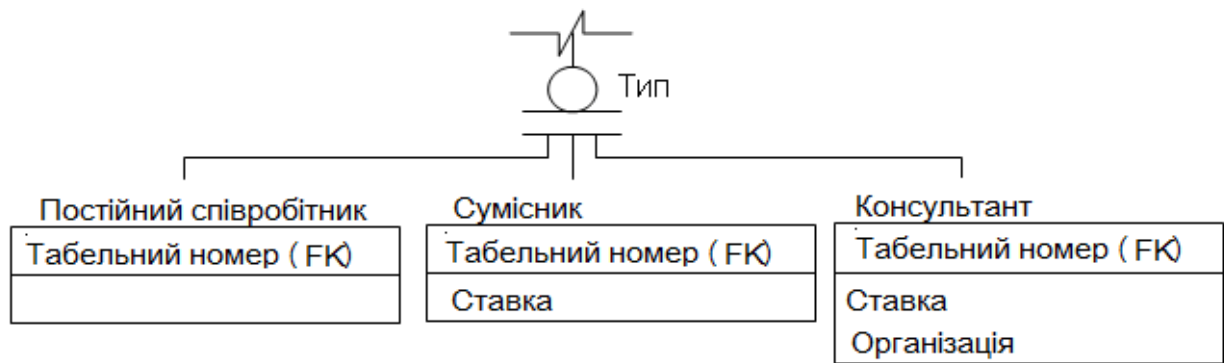 Тип
Постійний співробітник
Табельний номер ( FK)
Сумісник
Табельний номер ( FK)
Ставка
Консультант
Табельний номер ( FK)
Ставка
Організація